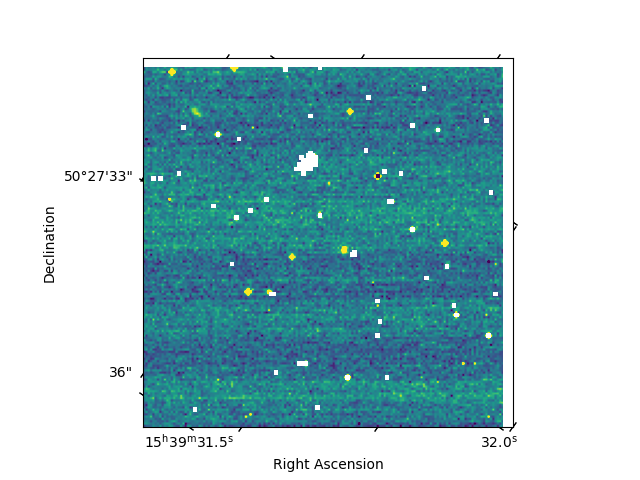 50°27'33"
Declination
36"
15ʰ39ᵐ31.5ˢ
32.0ˢ
Right Ascension